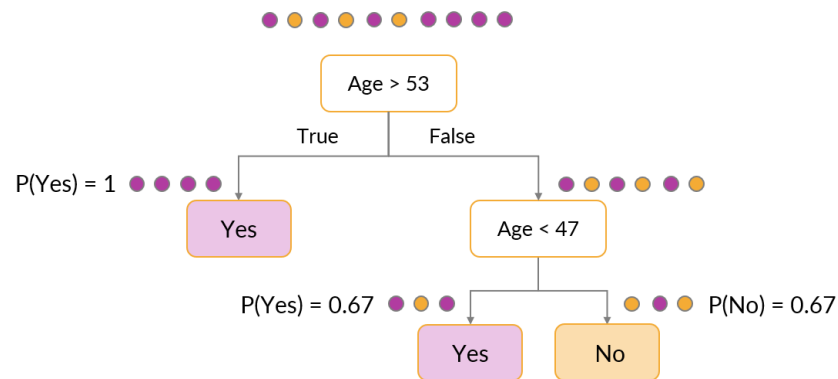 Age > 53
True
False
P(Yes) = 1
Yes
Age < 47
P(Yes) = 0.67
P(No) = 0.67
Yes
No